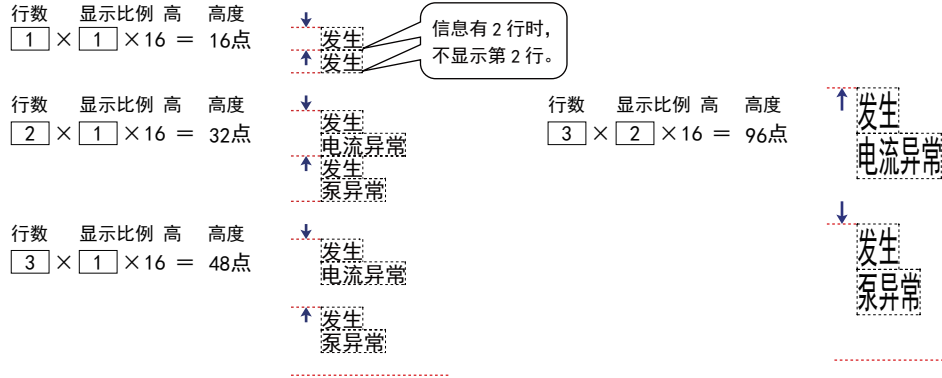 行数 显示比例 高 高度
1 × 1 ×16 = 16点
发生
发生
信息有2行时，
不显示第2行。
行数 显示比例 高 高度
2 × 1 ×16 = 32点
发生
电流异常
发生
泵异常
行数 显示比例 高 高度
3 × 2 ×16 = 96点
发生
电流异常
发生
泵异常
行数 显示比例 高 高度
3 × 1 ×16 = 48点
发生
电流异常
发生
泵异常